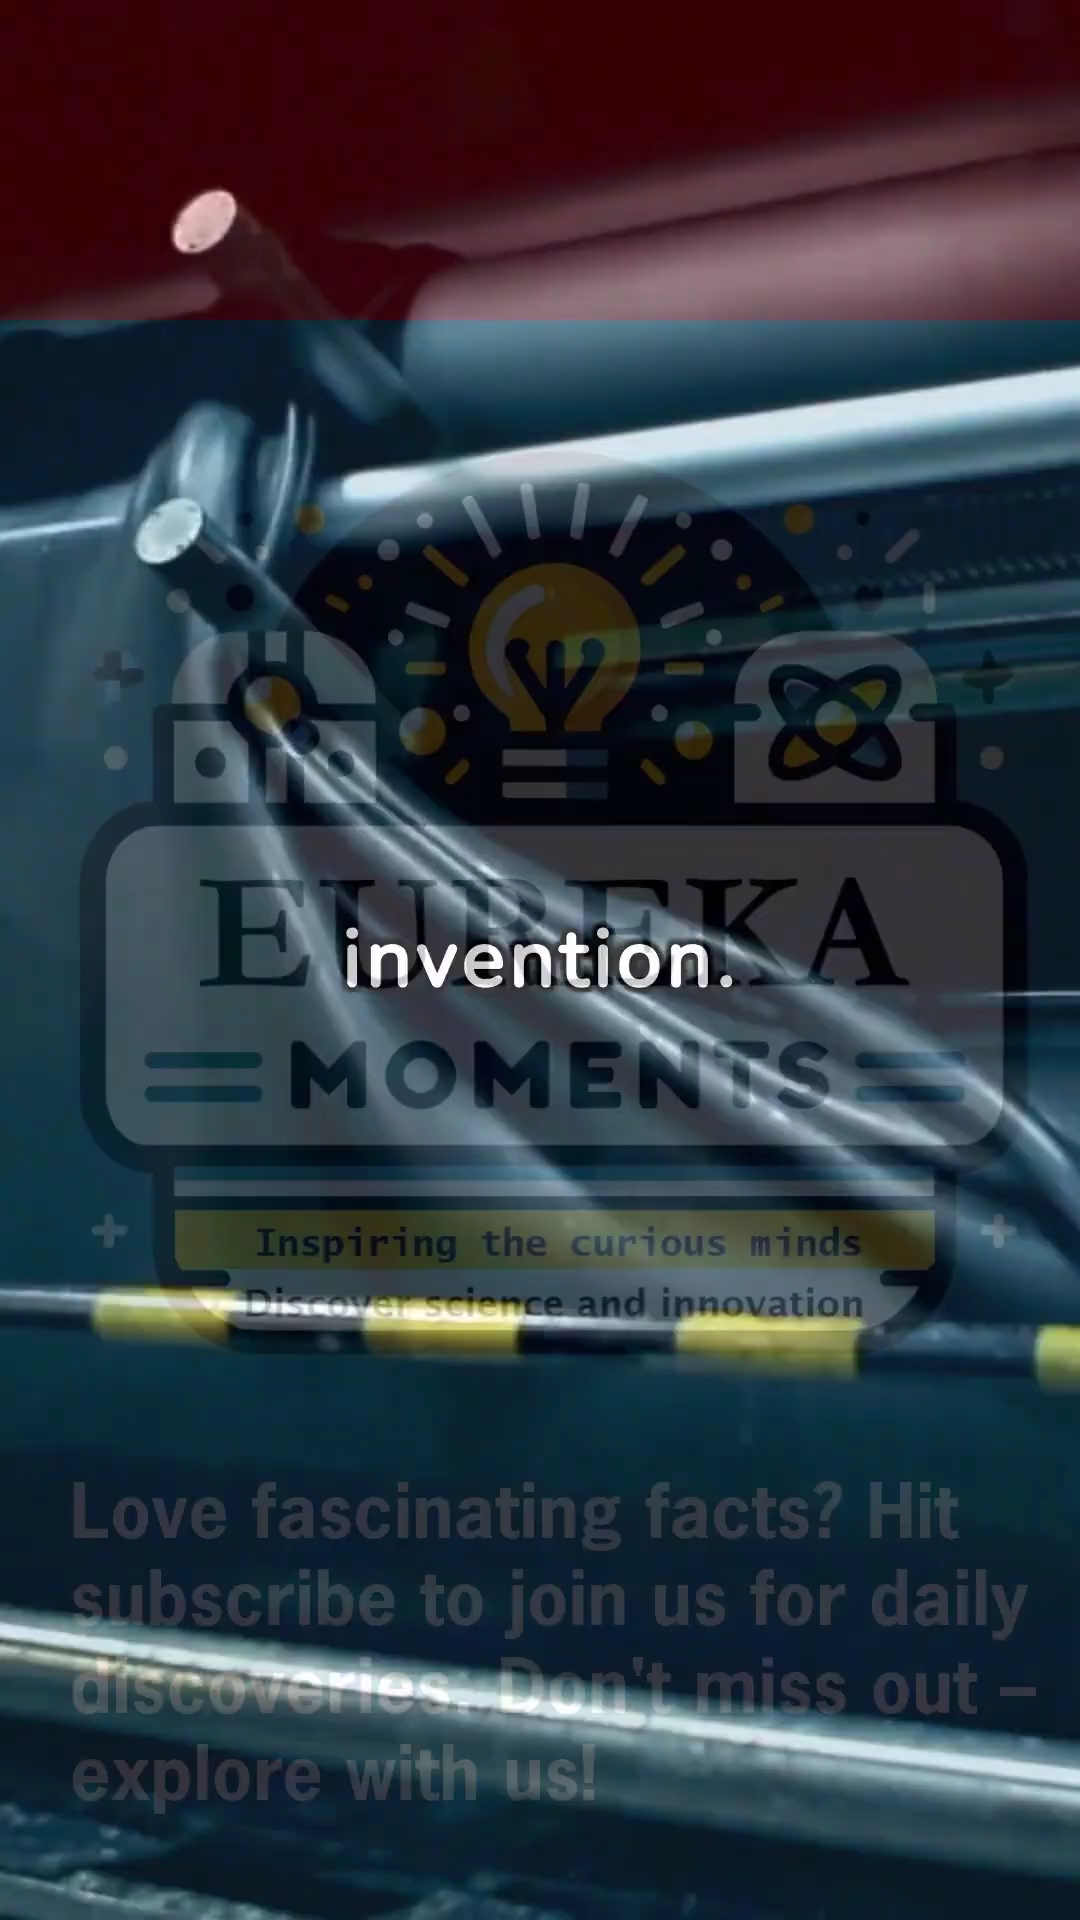 EUREKA
invention.
MOMENTS
Inspiring the curious minds
Discover science and innovation
Love fascinating facts? Hit
subscribe to join us for daily
discoveries. Don't miss out –
explore with us!